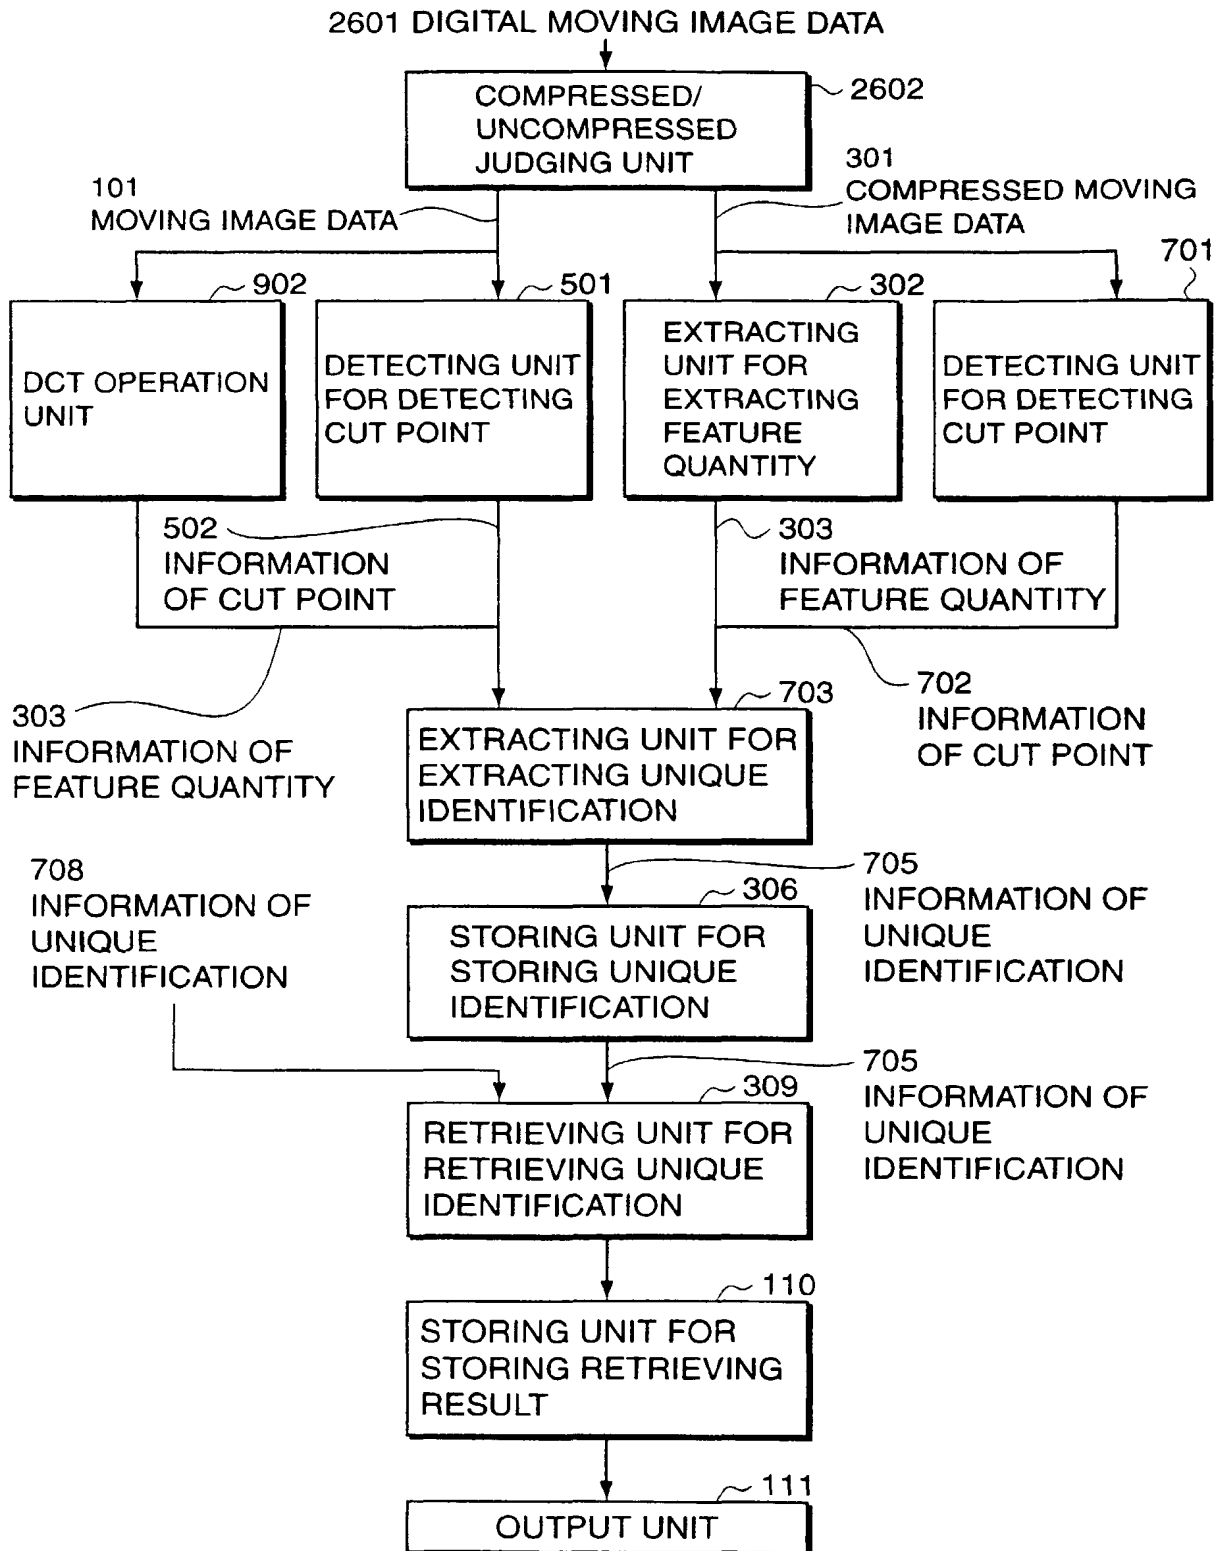 2601 DIGITAL MOVING IMAGE DATA
2602
COMPRESSED/
UNCOMPRESSED
JUDGING UNIT
101
MOVING IMAGE DATA
301
COMPRESSED MOVING
IMAGE DATA
902
DCT OPERATION
UNIT
501
DETECTING UNIT
FOR DETECTING
CUT POINT
302
EXTRACTING
UNIT FOR
EXTRACTING
FEATURE
QUANTITY
701
DETECTING UNIT
FOR DETECTING
CUT POINT
502
INFORMATION
OF CUT POINT
303
INFORMATION OF
FEATURE QUANTITY
303
INFORMATION OF
FEATURE QUANTITY
702
INFORMATION
OF CUT POINT
703
EXTRACTING UNIT FOR
EXTRACTING UNIQUE
IDENTIFICATION
705
INFORMATION OF
UNIQUE
IDENTIFICATION
708
INFORMATION OF
UNIQUE
IDENTIFICATION
306
STORING UNIT FOR
STORING UNIQUE
IDENTIFICATION
705
INFORMATION OF
UNIQUE
IDENTIFICATION
309
RETRIEVING UNIT FOR
RETRIEVING UNIQUE
IDENTIFICATION
110
STORING UNIT FOR
STORING RETRIEVING
RESULT
111
OUTPUT UNIT